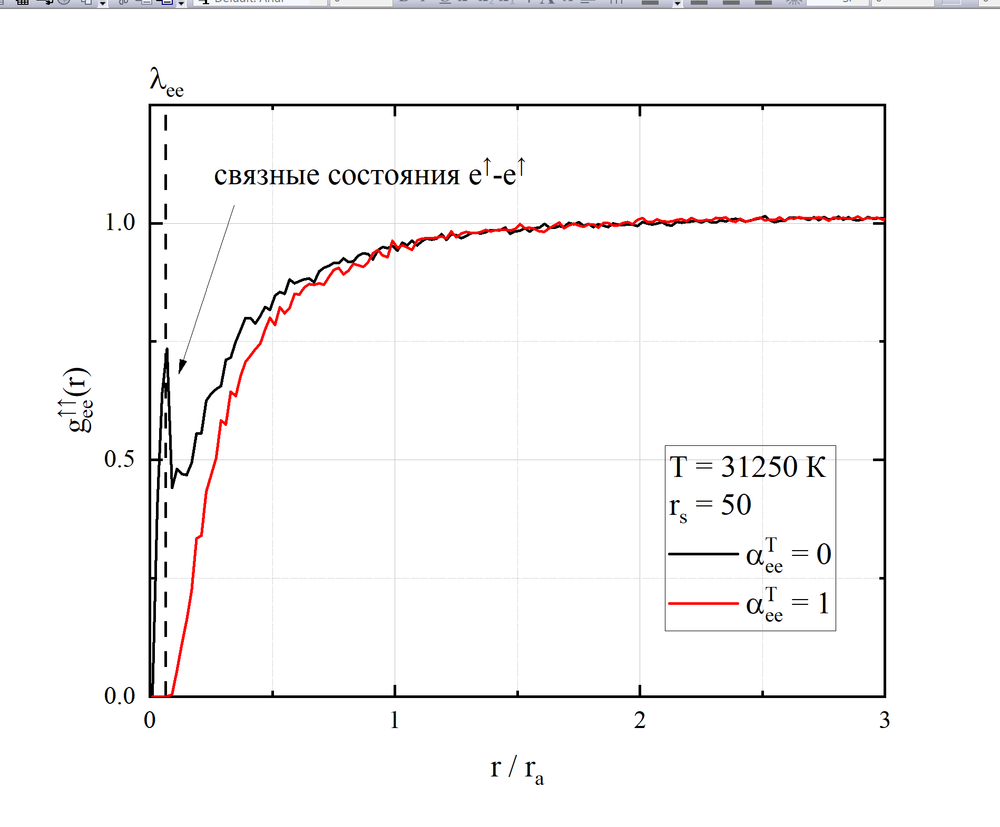 λee
связные состояния e↑-e↑
1.0
0.5
0.0
g↑↑ee(r)
T = 31250 К
rs = 50
αTee = 0
αTee = 1
0 1 2 3
r / ra